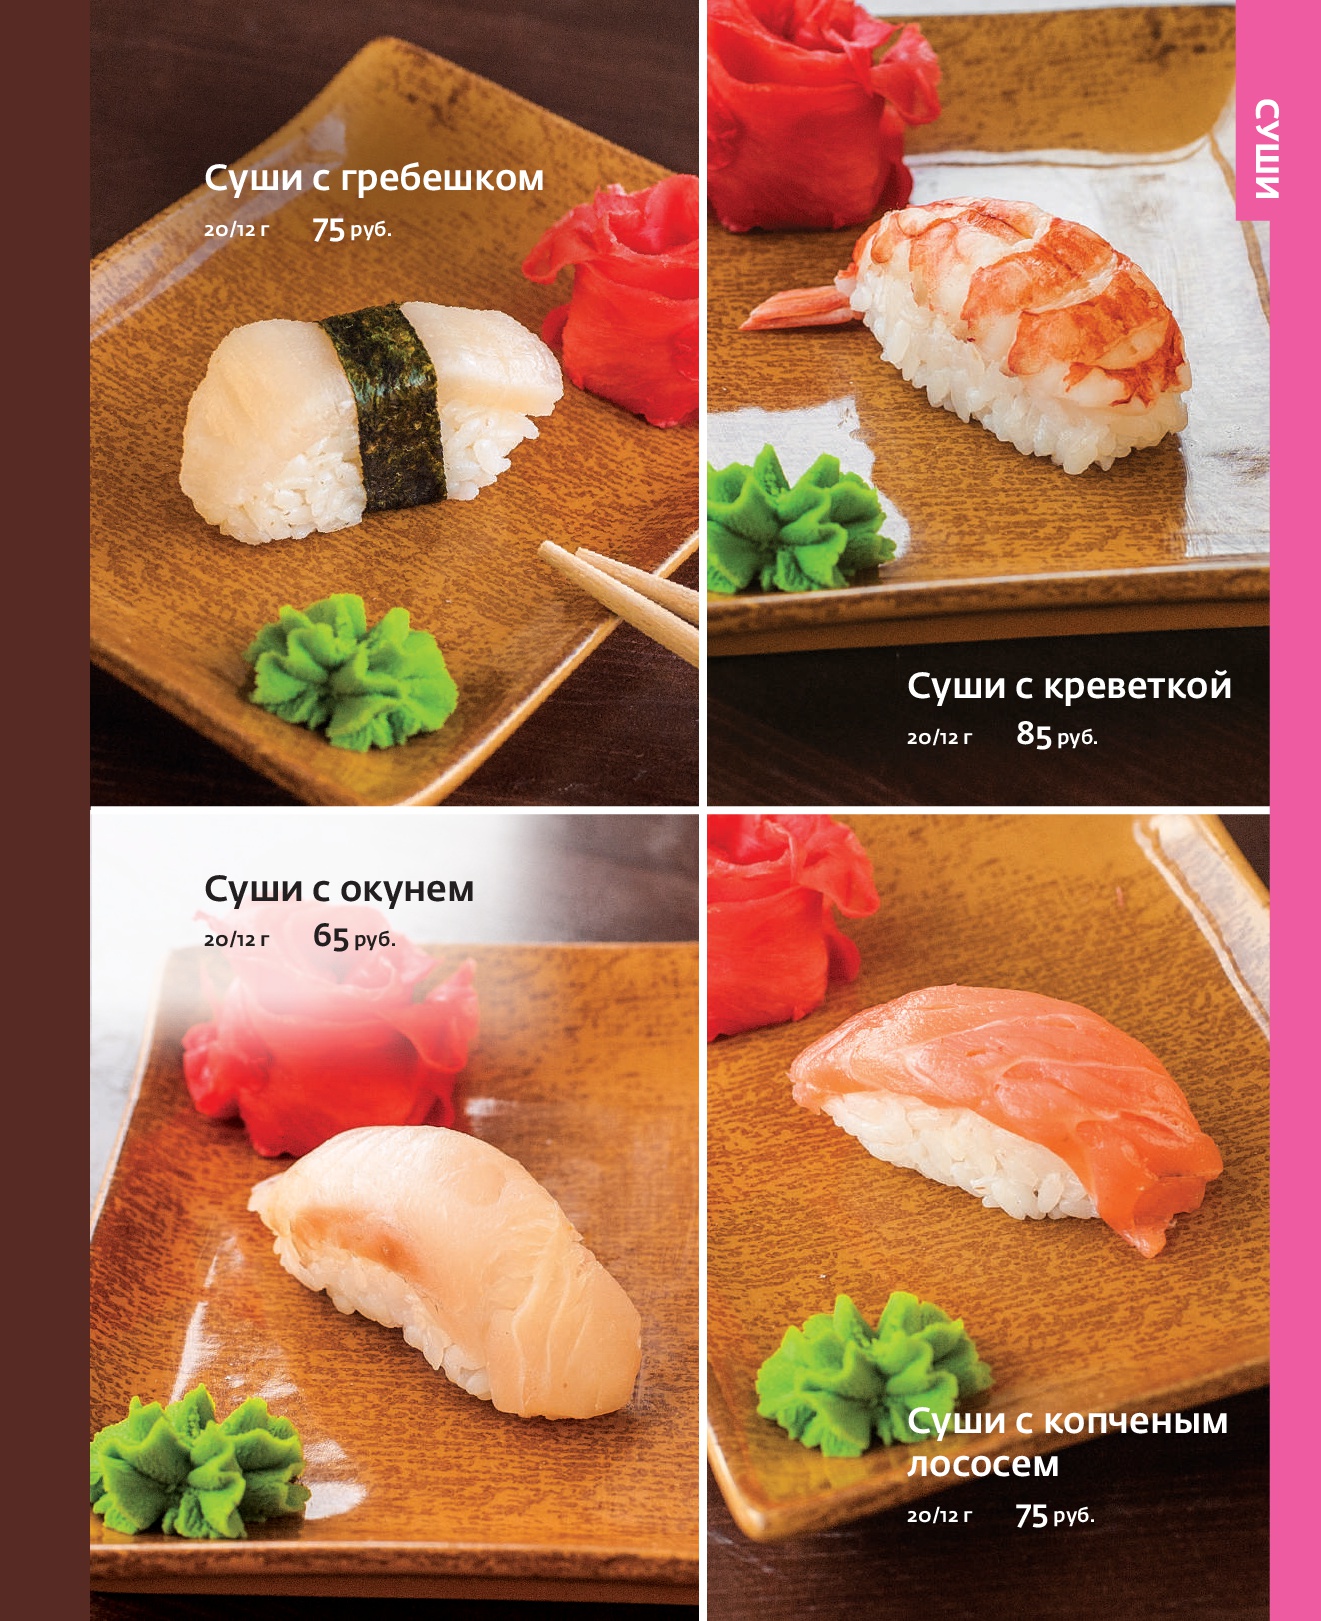 Суши с гребешком
20/12 г 75 руб.
СУШИ
Суши с креветкой
20/12 г 85 руб.
Суши с окунем
20/12 г 65 руб.
Суши с копченым
лососем
20/12 г 75 руб.